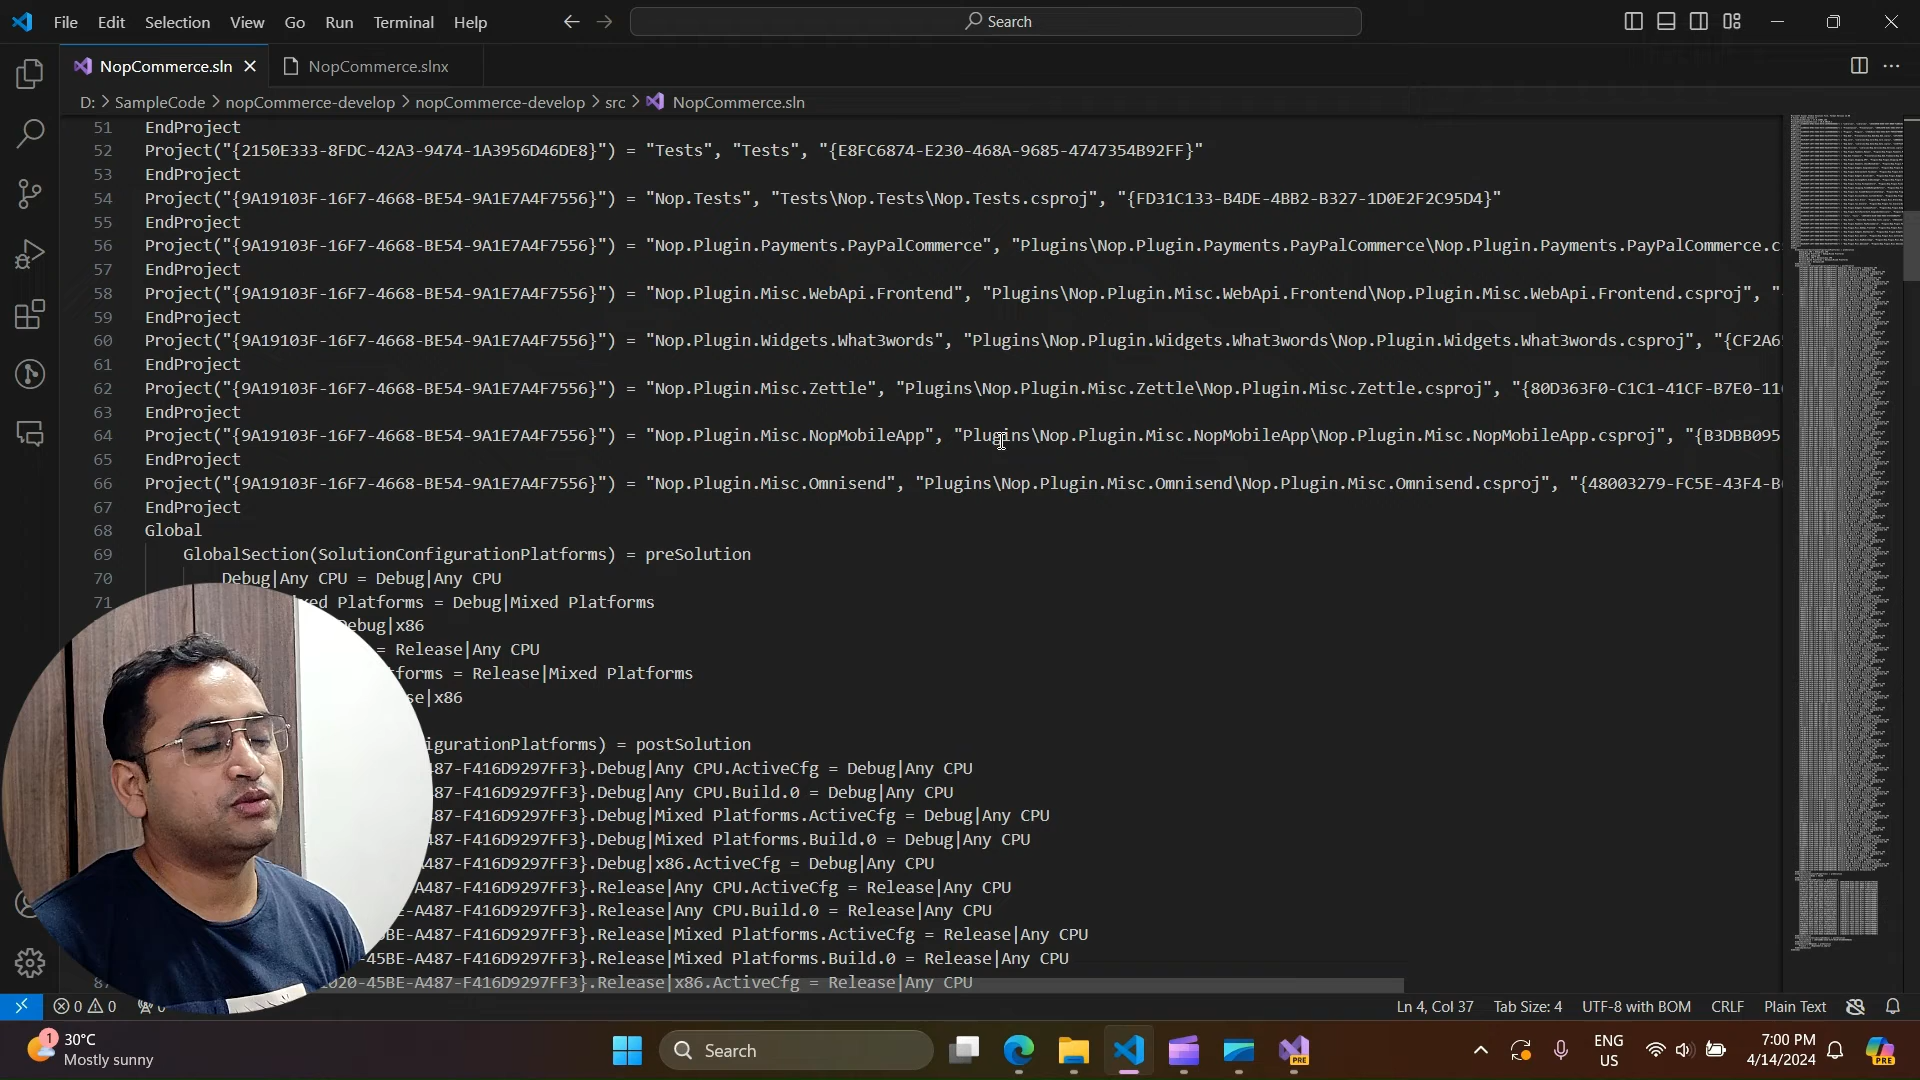 File Edit Selection View Go Run Terminal Help Search
NopCommerce.sln NopCommerce.slnx
D: > SampleCode > nopCommerce-develop > nopCommerce-develop > src > NopCommerce.sln
51 EndProject
52 Project("{2150E333-8FDC-42A3-9474-1A3956D46DE8}") = "Tests", "Tests", "{E8FC6874-E230-468A-9685-4747354B92FF}"
53 EndProject
54 Project("{9A19103F-16F7-4668-BE54-9A1E7A4F7556}") = "Nop.Tests", "Tests\Nop.Tests\Nop.Tests.csproj", "{FD31C133-B4DE-4BB2-B327-1D0E2F2C95D4}"
55 EndProject
56 Project("{9A19103F-16F7-4668-BE54-9A1E7A4F7556}") = "Nop.Plugin.Payments.PayPalCommerce", "Plugins\Nop.Plugin.Payments.PayPalCommerce\Nop.Plugin.Payments.PayPalCommerce.cs
57 EndProject
58 Project("{9A19103F-16F7-4668-BE54-9A1E7A4F7556}") = "Nop.Plugin.Misc.WebApi.Frontend", "Plugins\Nop.Plugin.Misc.WebApi.Frontend\Nop.Plugin.Misc.WebApi.Frontend.csproj", "
59 EndProject
60 Project("{9A19103F-16F7-4668-BE54-9A1E7A4F7556}") = "Nop.Plugin.Widgets.What3words", "Plugins\Nop.Plugin.Widgets.What3words\Nop.Plugin.Widgets.What3words.csproj", "{CF2A6
61 EndProject
62 Project("{9A19103F-16F7-4668-BE54-9A1E7A4F7556}") = "Nop.Plugin.Misc.Zettle", "Plugins\Nop.Plugin.Misc.Zettle\Nop.Plugin.Misc.Zettle.csproj", "{80D363F0-C1C1-41CF-B7E0-11
63 EndProject
64 Project("{9A19103F-16F7-4668-BE54-9A1E7A4F7556}") = "Nop.Plugin.Misc.NopMobileApp", "Plugins\Nop.Plugin.Misc.NopMobileApp\Nop.Plugin.Misc.NopMobileApp.csproj", "{B3DBB095
65 EndProject
66 Project("{9A19103F-16F7-4668-BE54-9A1E7A4F7556}") = "Nop.Plugin.Misc.Omnisend", "Plugins\Nop.Plugin.Misc.Omnisend\Nop.Plugin.Misc.Omnisend.csproj", "{48003279-FC5E-43F4-B
67 EndProject
68 Global
69 GlobalSection(SolutionConfigurationPlatforms) = preSolution
70 Debug|Any CPU = Debug|Any CPU
71 xed Platforms = Debug|Mixed Platforms
Debug|x86
= Release|Any CPU
tforms = Release|Mixed Platforms
se|x86
igurationPlatforms) = postSolution
487-F416D9297FF3}.Debug|Any CPU.ActiveCfg = Debug|Any CPU
487-F416D9297FF3}.Debug|Any CPU.Build.0 = Debug|Any CPU
487-F416D9297FF3}.Debug|Mixed Platforms.ActiveCfg = Debug|Any CPU
487-F416D9297FF3}.Debug|Mixed Platforms.Build.0 = Debug|Any CPU
487-F416D9297FF3}.Debug|x86.ActiveCfg = Debug|Any CPU
487-F416D9297FF3}.Release|Any CPU.ActiveCfg = Release|Any CPU
E-A487-F416D9297FF3}.Release|Any CPU.Build.0 = Release|Any CPU
BE-A487-F416D9297FF3}.Release|Mixed Platforms.ActiveCfg = Release|Any CPU
-45BE-A487-F416D9297FF3}.Release|Mixed Platforms.Build.0 = Release|Any CPU
020-45BE-A487-F416D9297FF3}.Release|x86.ActiveCfg = Release|Any CPU
0 0 0 Ln 4, Col 37 Tab Size: 4 UTF-8 with BOM CRLF Plain Text
1 30°C Mostly sunny Search PRE ENG US 7:00 PM 4/14/2024 PRE